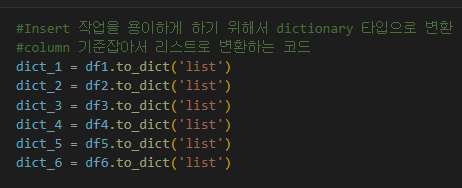 #Insert 작업을 용이하게 하기 위해서 dictionary 타입으로 변환
#column 기준잡아서 리스트로 변환하는 코드
dict_1 = df1.to_dict('list')
dict_2 = df2.to_dict('list')
dict_3 = df3.to_dict('list')
dict_4 = df4.to_dict('list')
dict_5 = df5.to_dict('list')
dict_6 = df6.to_dict('list')